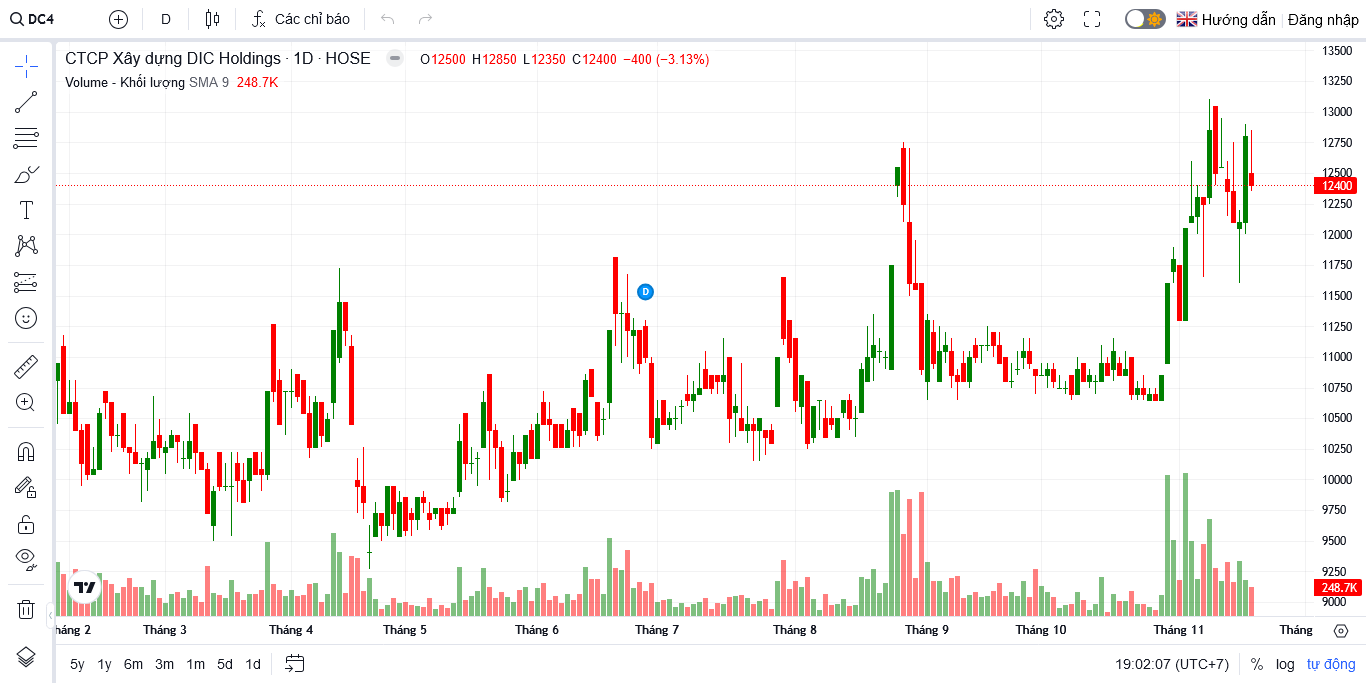 DC4 D Các chỉ báo Hướng dẫn Đăng nhập
CTCP Xây dựng DIC Holdings · 1D · HOSE O12500 H12850 L12350 C12400 −400 (−3.13%)
Volume - Khối lượng SMA 9 248.7K
13500
13250
13000
12750
12500
12400
12250
12000
11750
11500
D
11250
11000
10750
10500
10250
10000
9750
9500
9250
248.7K
9000
háng 2 Tháng 3 Tháng 4 Tháng 5 Tháng 6 Tháng 7 Tháng 8 Tháng 9 Tháng 10 Tháng 11 Tháng
5y 1y 6m 3m 1m 5d 1d 19:02:07 (UTC+7) % log tự động